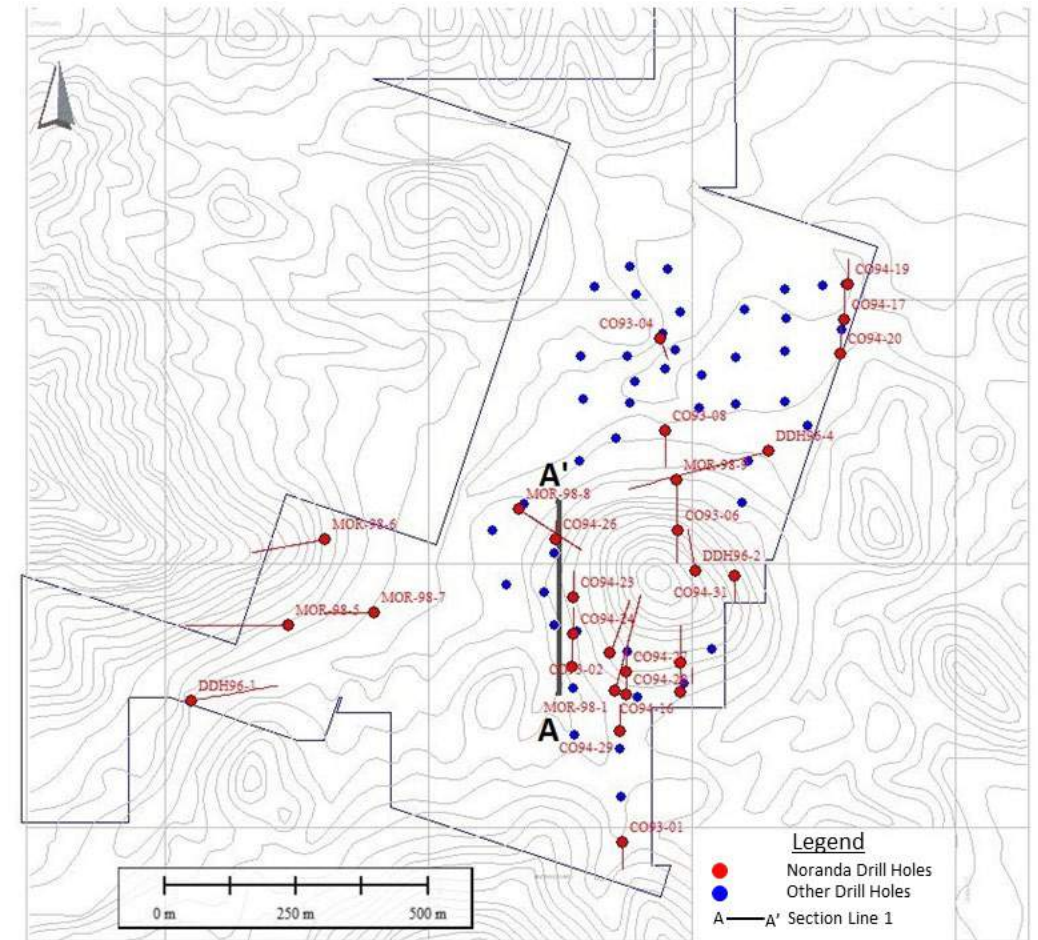 CO94-19
CO94-17
CO93-04
CO94-20
CO93-08
DDH96-4
MOR-98-9
A'
MOR-98-8
CO93-06
MOR-98-6
CO94-26
DDH96-2
CO94-23
CO94-31
MOR-98-7
MOR-98-5
CO94-24
CO94-27
DDH96-1
CO94-28
MOR-98-1
CO94-16
A
CO94-29
CO93-01
Legend
Noranda Drill Holes
Other Drill Holes
A A' Section Line 1
0 m 250 m 500 m